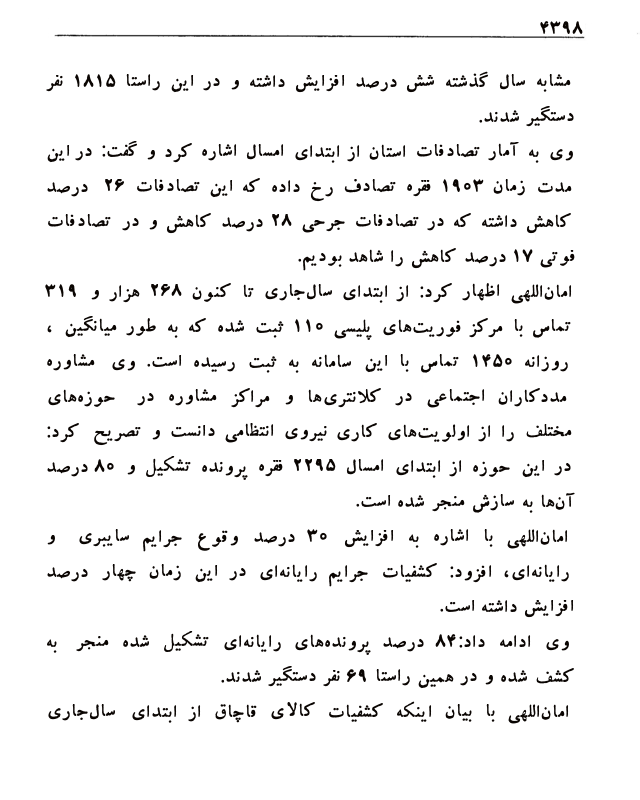 ۴۳۹۸
مشابه سال گذشته شش درصد افزایش داشته و در این راستا ۱۸۱۵ نفر
دستگیر شدند.
وی به آمار تصادفات استان از ابتدای امسال اشاره کرد و گفت: در این
مدت زمان ۱۹۰۳ فقره تصادف رخ داده که این تصادفات ۲۶ درصد
کاهش داشته که در تصادفات جرحی ۲۸ درصد کاهش و در تصادفات
فوتی ۱۷ درصد کاهش را شاهد بودیم.
امان‌اللهی اظهار کرد: از ابتدای سال‌جاری تا کنون ۲۶۸ هزار و ۳۱۹
تماس با مرکز فوریت‌های پلیسی ۱۱۰ ثبت شده که به طور میانگین ،
روزانه ۱۴۵۰ تماس با این سامانه به ثبت رسیده است. وی مشاوره
مددکاران اجتماعی در کلانتری‌ها و مراکز مشاوره در حوزه‌های
مختلف را از اولویت‌های کاری نیروی انتظامی دانست و تصریح کرد:
در این حوزه از ابتدای امسال ۲۲۹۵ فقره پرونده تشکیل و ۸۰ درصد
آن‌ها به سازش منجر شده است.
امان‌اللهی با اشاره به افزایش ۳۰ درصد وقوع جرایم سایبری و
رایانه‌ای، افزود: کشفیات جرایم رایانه‌ای در این زمان چهار درصد
افزایش داشته است.
وی ادامه داد:۸۴ درصد پرونده‌های رایانه‌ای تشکیل شده منجر به
کشف شده و در همین راستا ۶۹ نفر دستگیر شدند.
امان‌اللهی با بیان اینکه کشفیات کالای قاچاق از ابتدای سال‌جاری